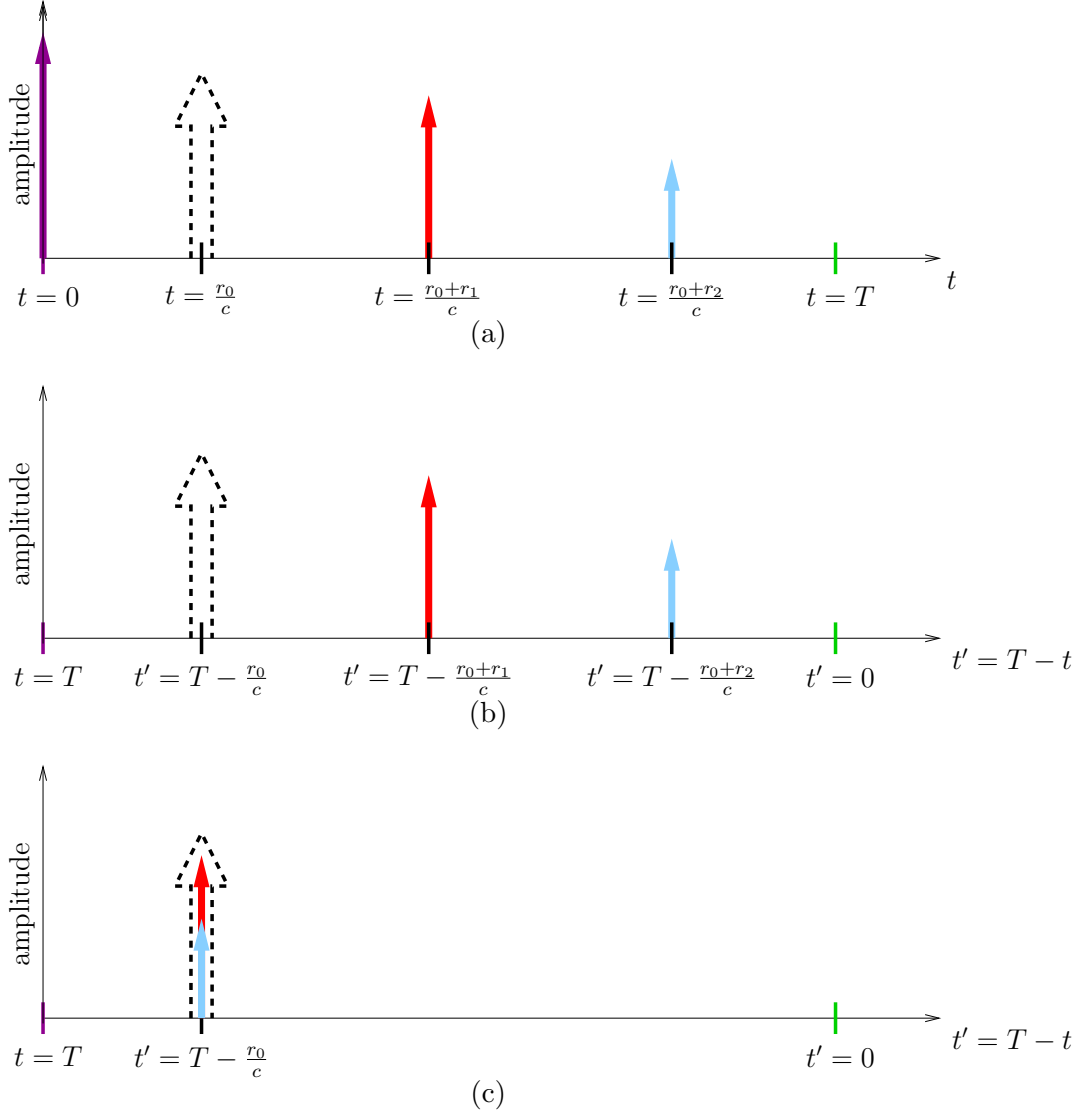 amplitude
t = 0
t = r₀/c
t = (r₀+r₁)/c
t = (r₀+r₂)/c
t = T
t
(a)
amplitude
t = T
t′ = T − r₀/c
t′ = T − (r₀+r₁)/c
t′ = T − (r₀+r₂)/c
t′ = 0
t′ = T − t
(b)
amplitude
t = T
t′ = T − r₀/c
t′ = 0
t′ = T − t
(c)